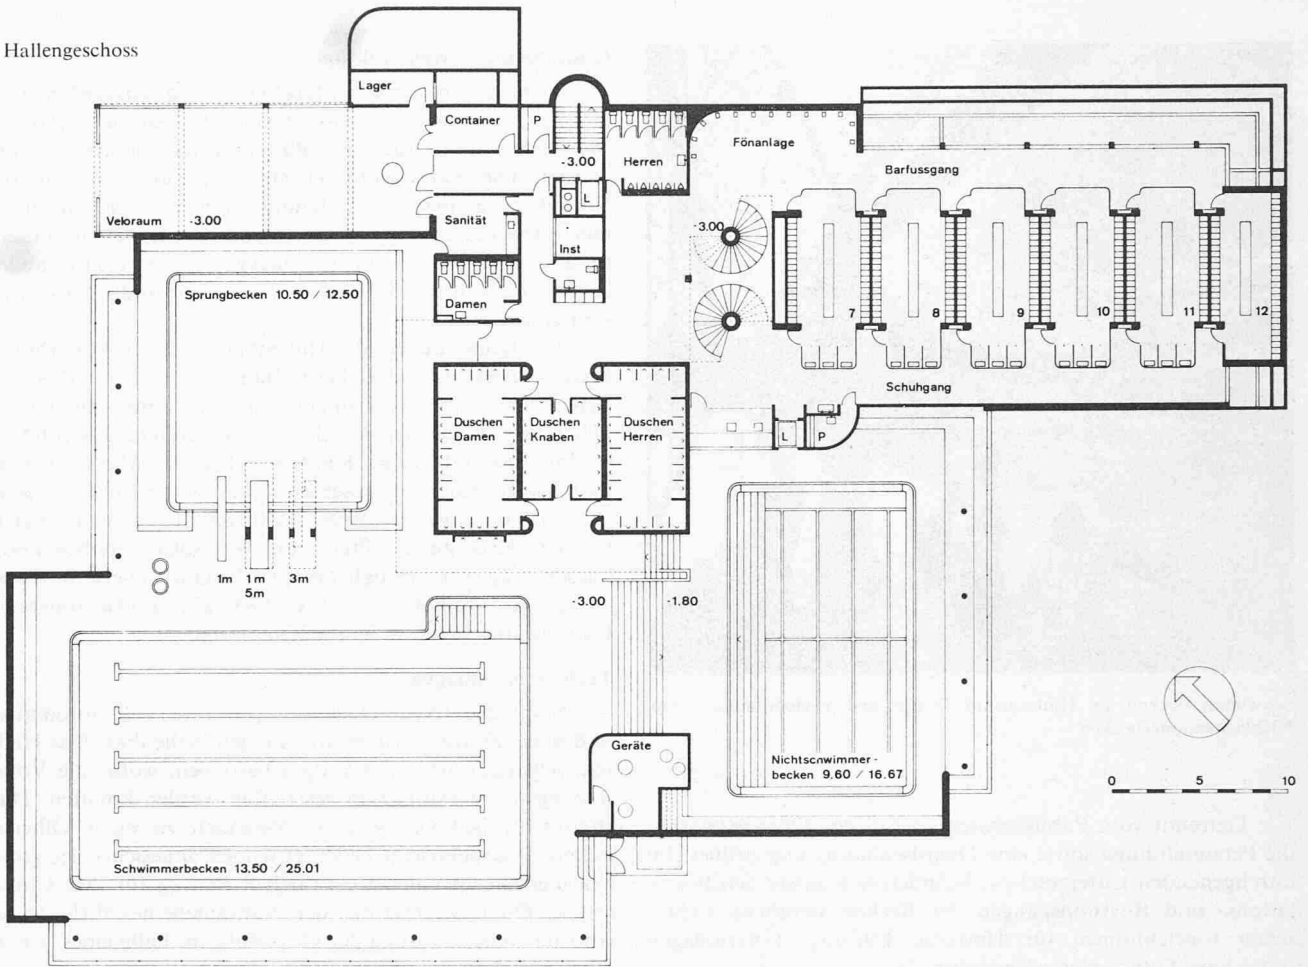 Hallengeschoss
Lager
Container
P
Veloraum -3.00
-3.00
Herren
Fönanlage
Barfussgang
L
Sanität
Inst
-3.00
Damen
Sprungbecken 10.50 / 12.50
7
8
9
10
11
12
Schuhgang
Duschen
Damen
Duschen
Knaben
Duschen
Herren
L
P
1m
1m
5m
3m
-3.00
-1.80
Geräte
Nichtschwimmer-
becken 9.60 / 16.67
Schwimmerbecken 13.50 / 25.01
0 5 10